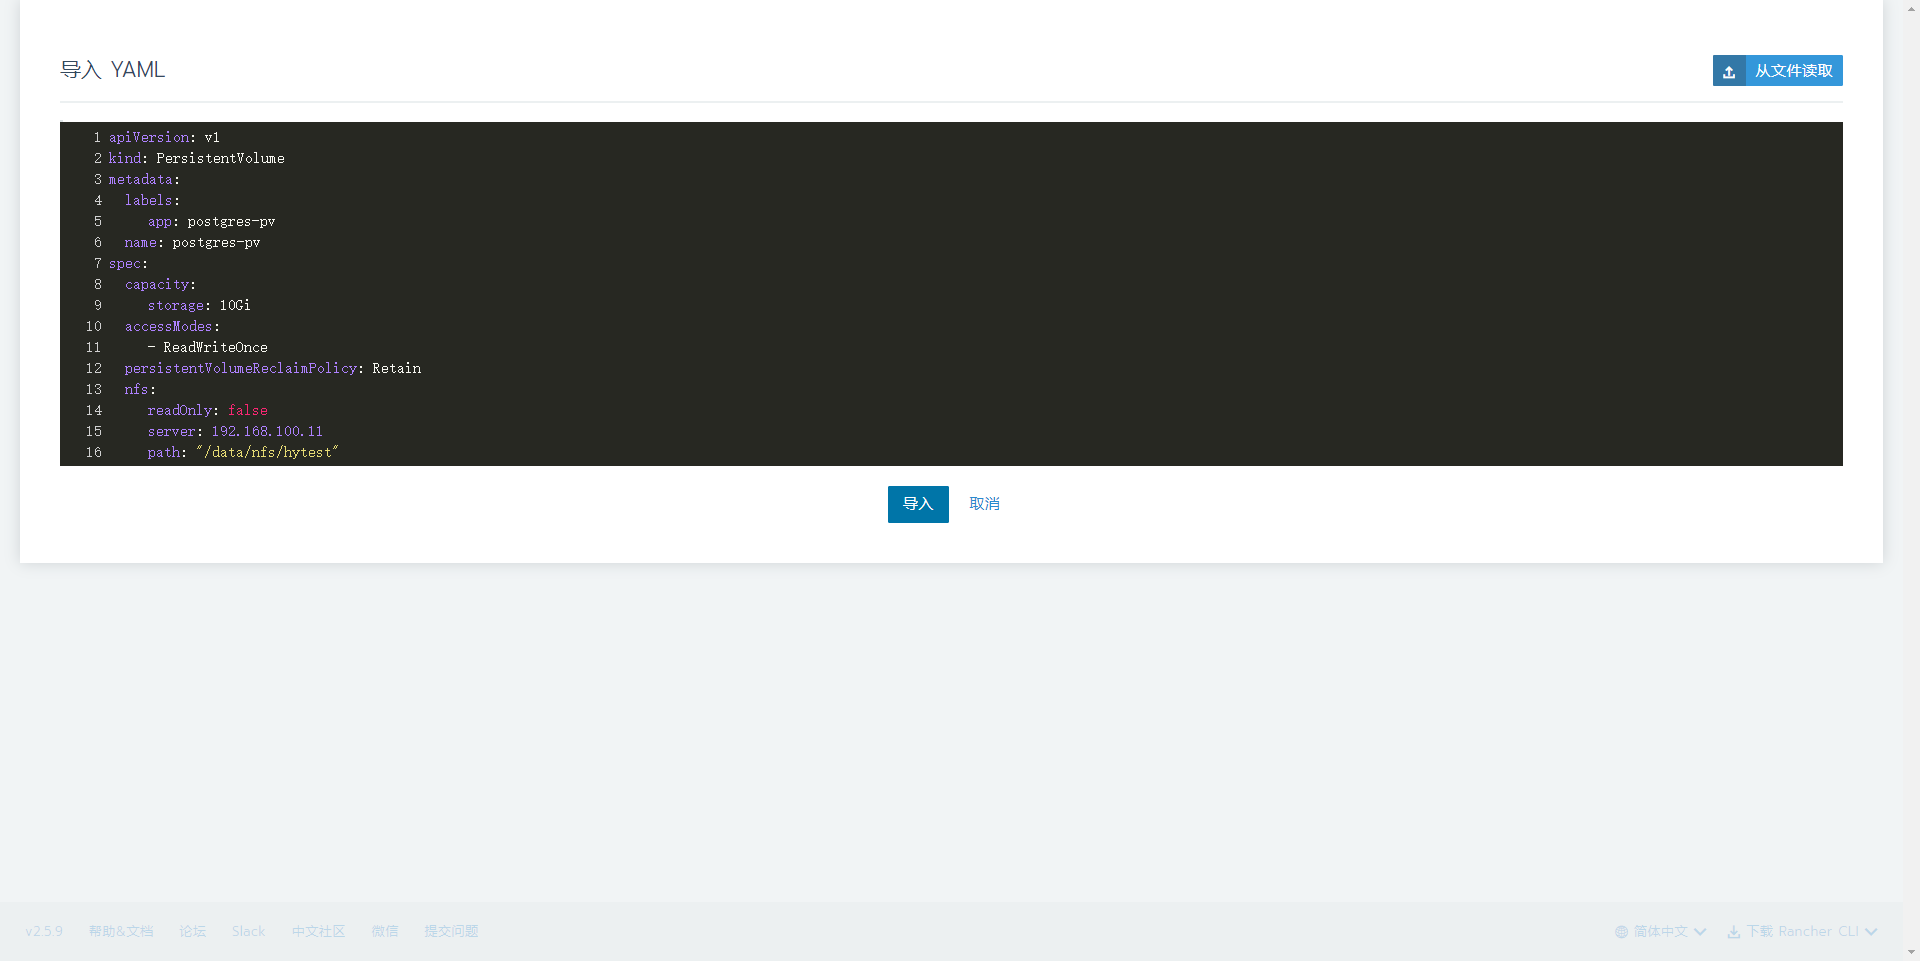 导入 YAML
从文件读取
1 apiVersion: v1
2 kind: PersistentVolume
3 metadata:
4   labels:
5      app: postgres-pv
6   name: postgres-pv
7 spec:
8   capacity:
9      storage: 10Gi
10   accessModes:
11      - ReadWriteOnce
12   persistentVolumeReclaimPolicy: Retain
13   nfs:
14      readOnly: false
15      server: 192.168.100.11
16      path: "/data/nfs/hytest"
导入 取消
v2.5.9 帮助&文档 论坛 Slack 中文社区 微信 提交问题 简体中文 下载 Rancher CLI